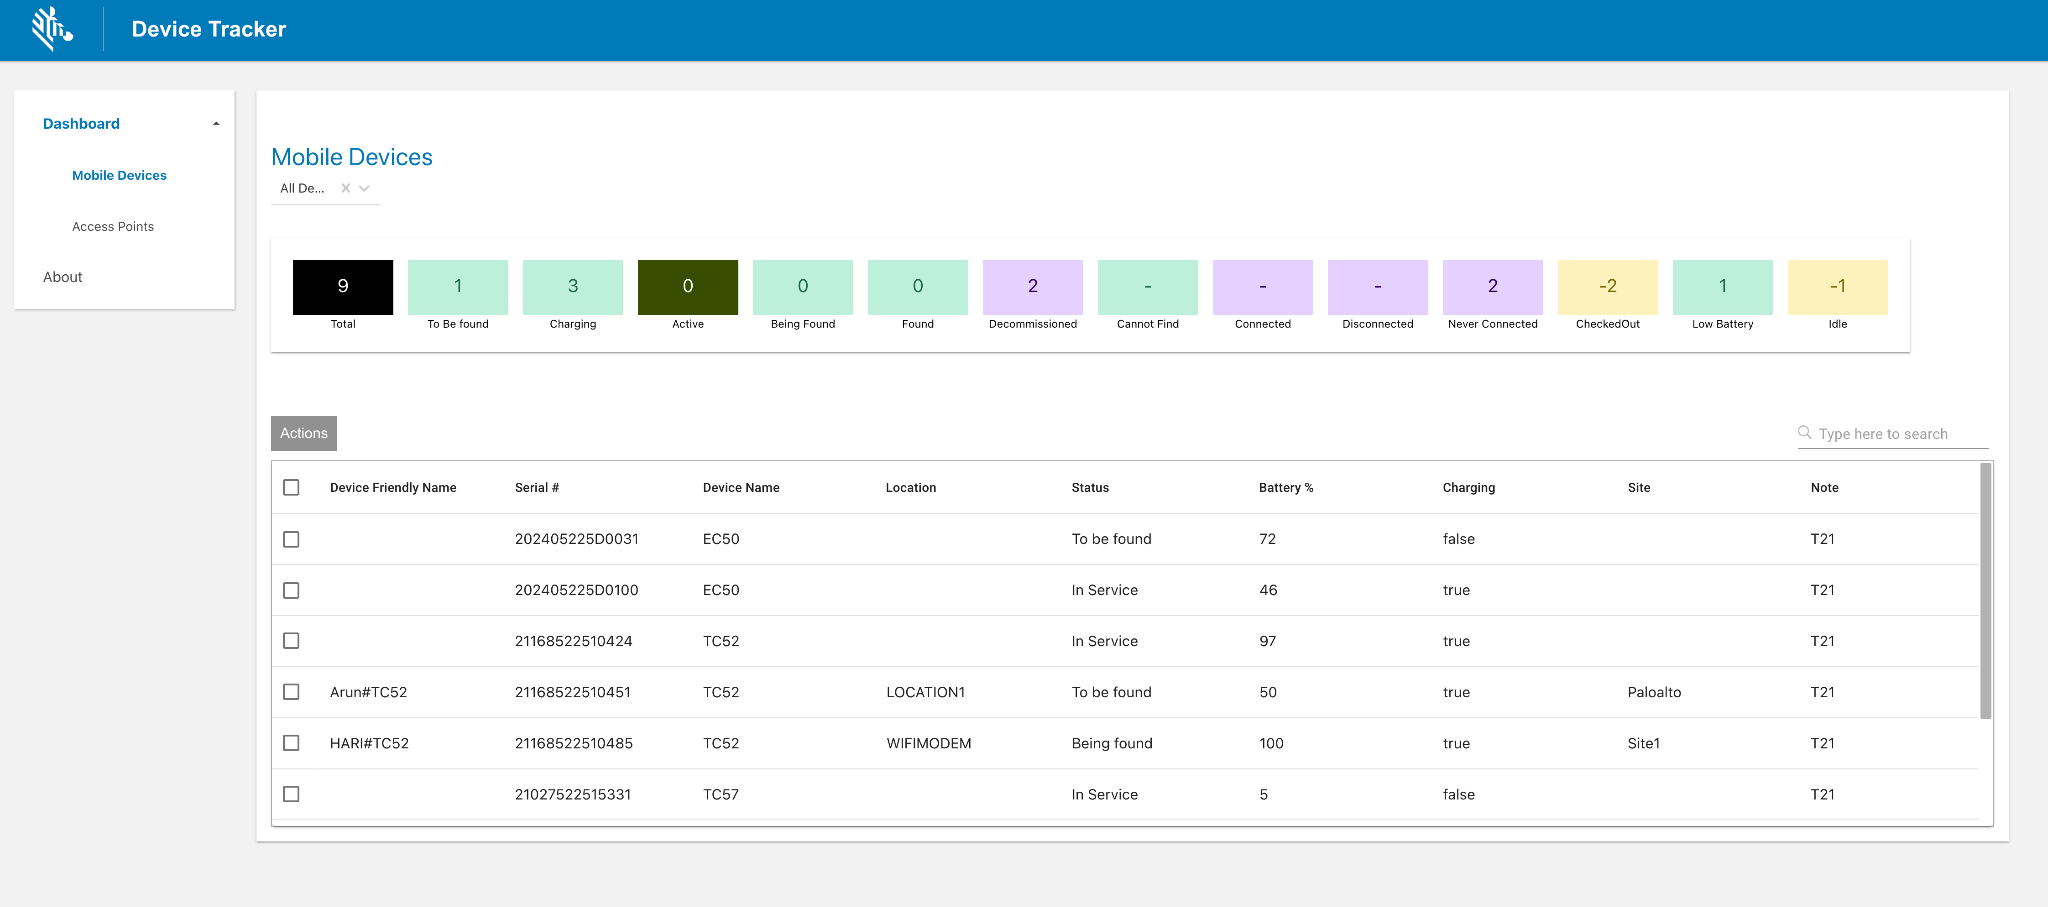 Device Tracker
Dashboard
Mobile Devices
Access Points
About
Mobile Devices
All De...
9 1 3 0 0 0 2 - - - 2 -2 1 -1
Total To Be found Charging Active Being Found Found Decommissioned Cannot Find Connected Disconnected Never Connected CheckedOut Low Battery Idle
Actions
Type here to search
Device Friendly Name Serial # Device Name Location Status Battery % Charging Site Note
202405225D0031 EC50 To be found 72 false T21
202405225D0100 EC50 In Service 46 true T21
21168522510424 TC52 In Service 97 true T21
Arun#TC52 21168522510451 TC52 LOCATION1 To be found 50 true Paloalto T21
HARI#TC52 21168522510485 TC52 WIFIMODEM Being found 100 true Site1 T21
21027522515331 TC57 In Service 5 false T21